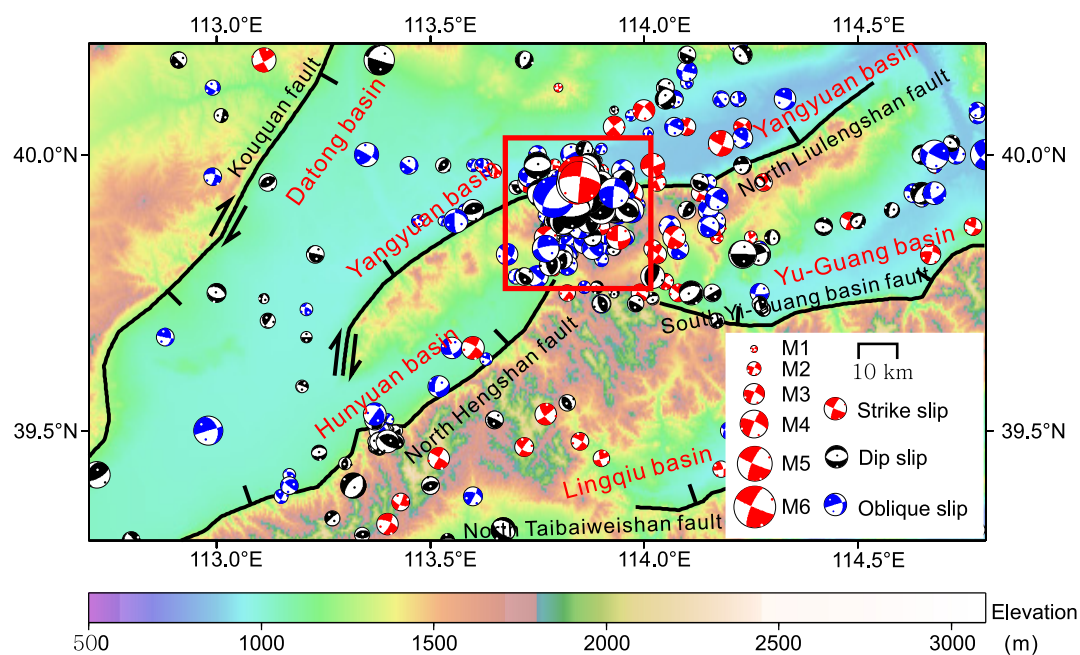 113.0°E 113.5°E 114.0°E 114.5°E
40.0°N 40.0°N
39.5°N 39.5°N
Kouquan fault
Datong basin
Yangyuan basin
Yangyuan basin
North Liulengshan fault
Yu-Guang basin
South Yi-Guang basin fault
Hunyuan basin
North Hengshan fault
Lingqiu basin
North Taibaiweishan fault
M1
M2
M3
M4
M5
M6
10 km
Strike slip
Dip slip
Oblique slip
113.0°E 113.5°E 114.0°E 114.5°E
500 1000 1500 2000 2500 3000
Elevation
(m)